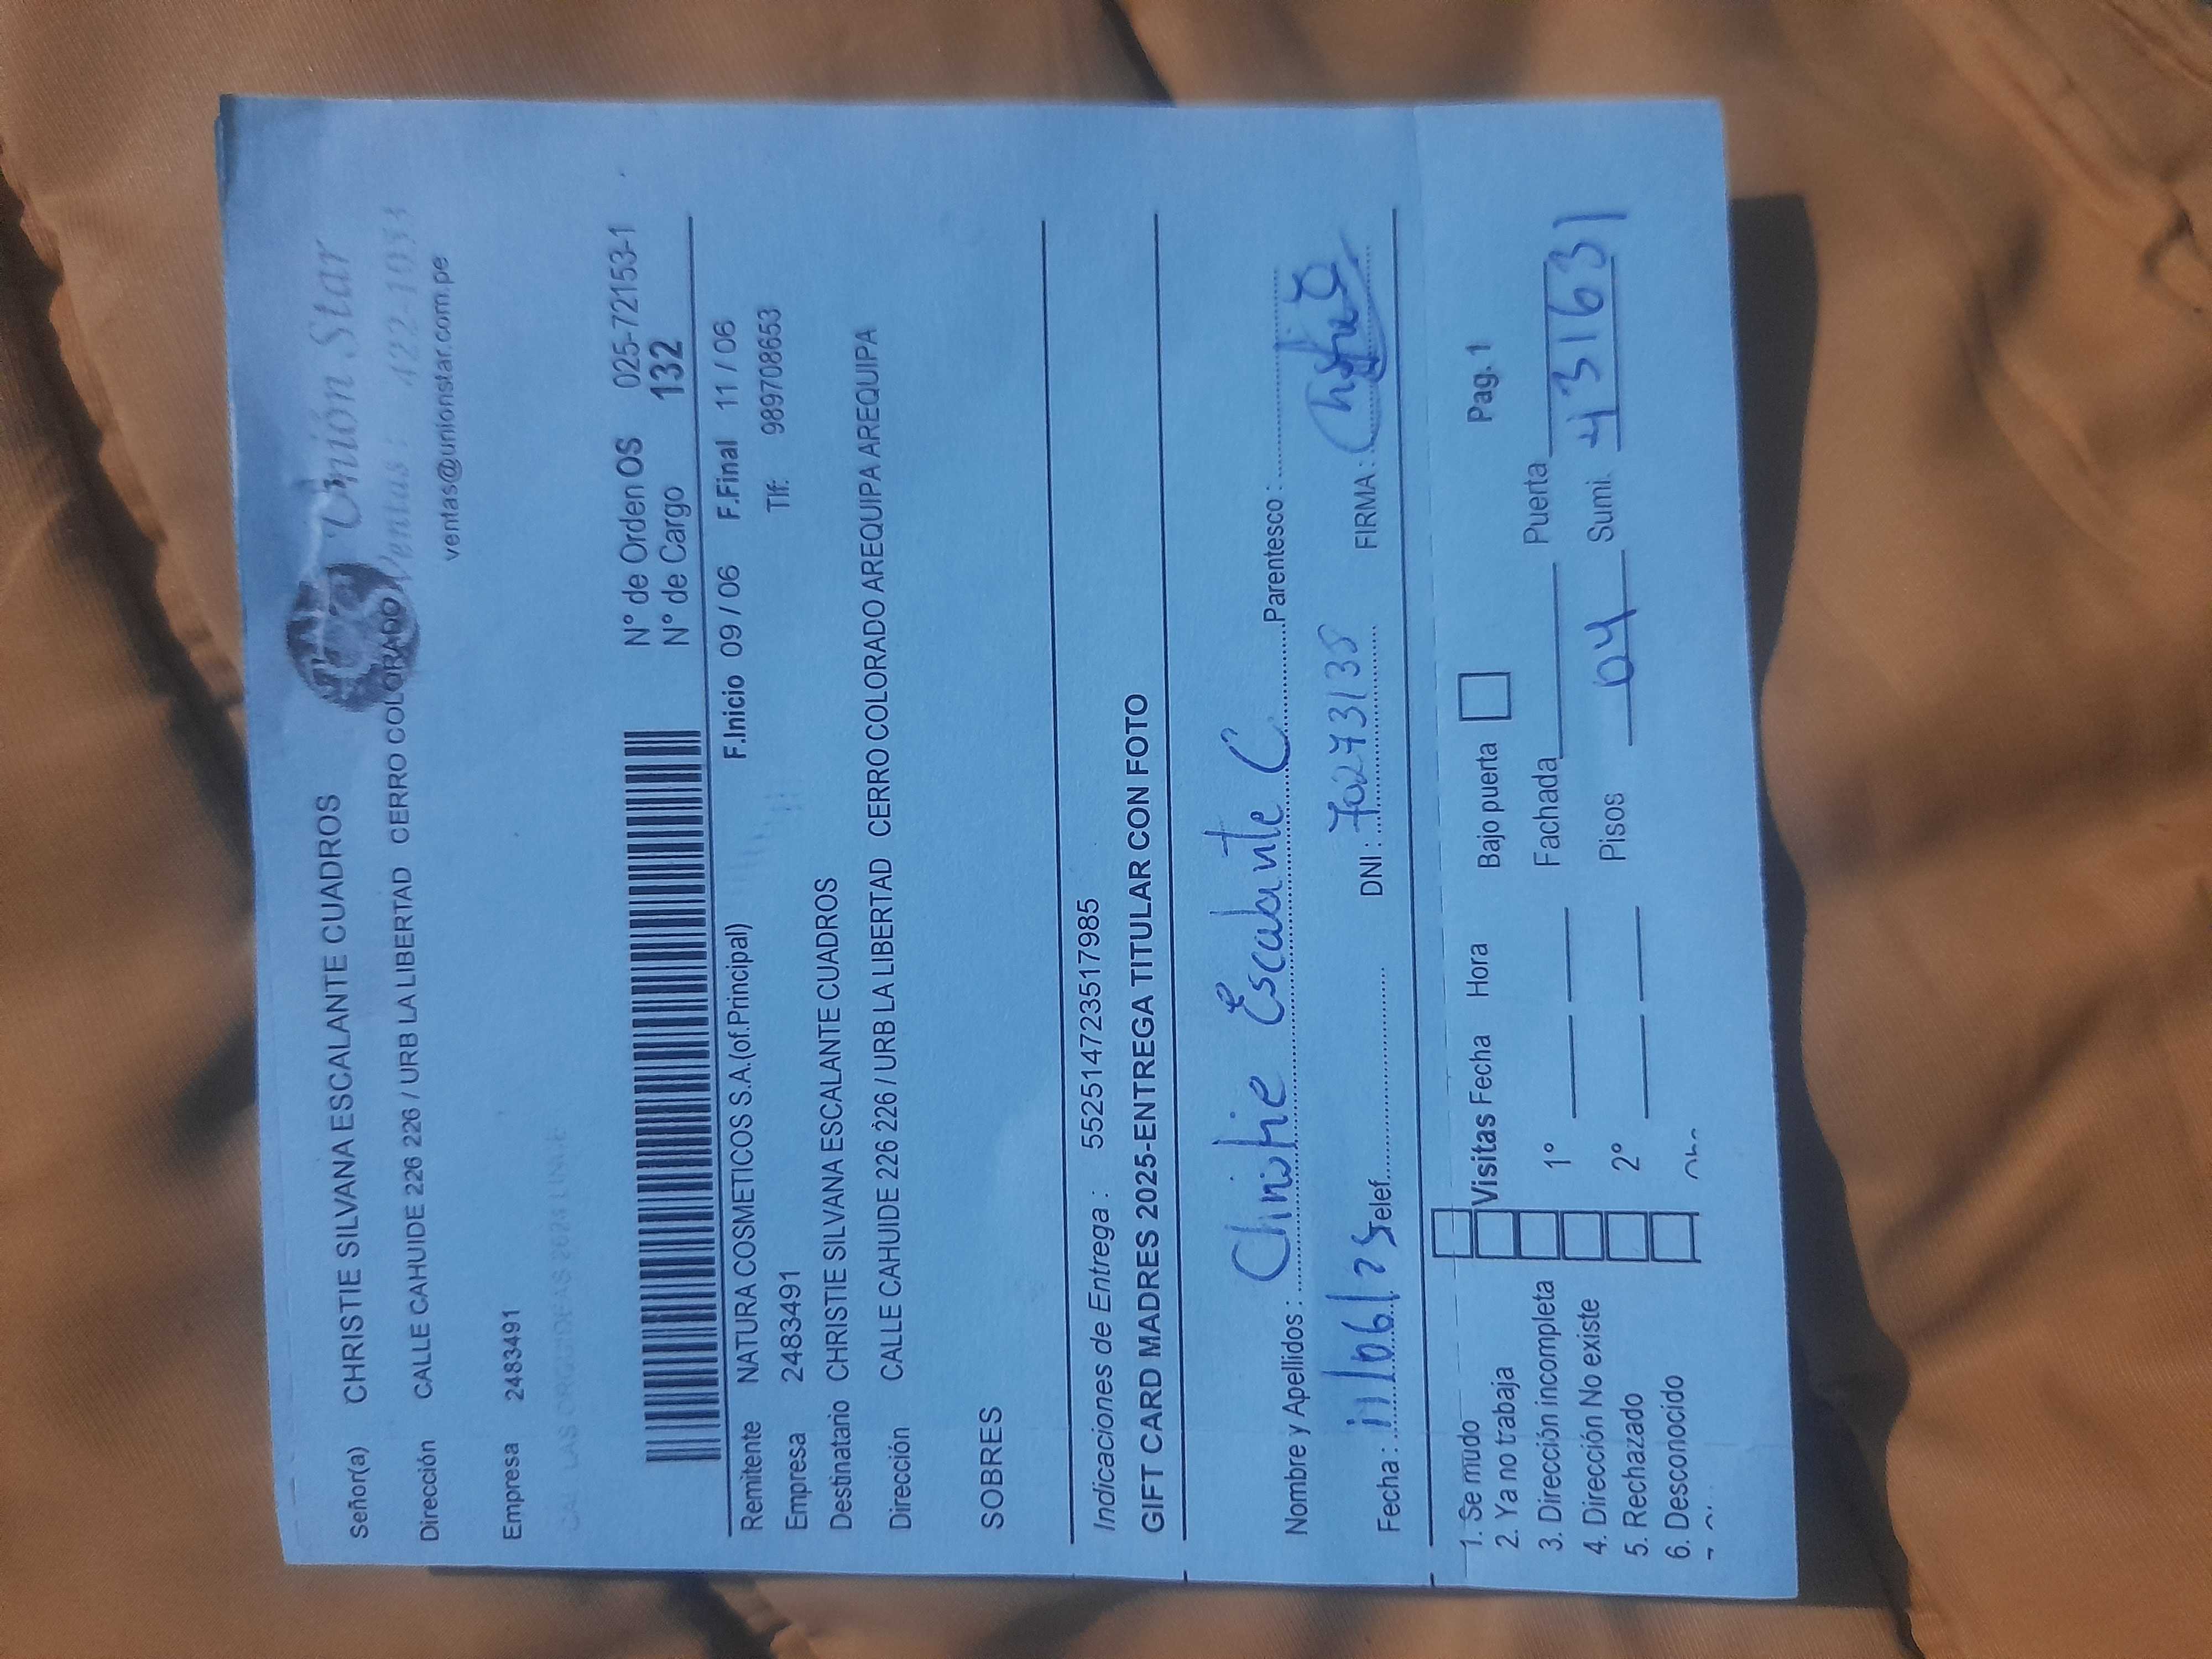 Unión Star
Señor(a) CHRISTIE SILVANA ESCALANTE CUADROS
Ventas: 422-1033
Dirección CALLE CAHUIDE 226 226 / URB LA LIBERTAD CERRO COLORADO
ventas@unionstar.com.pe
Empresa 2483491
N° de Orden OS 025-72153-1
N° de Cargo 132
Remitente NATURA COSMETICOS S.A.(of.Principal) F.Inicio 09 / 06 F.Final 11 / 06
Empresa 2483491 Tlf: 989708653
Destinatario CHRISTIE SILVANA ESCALANTE CUADROS
Dirección CALLE CAHUIDE 226 226 / URB LA LIBERTAD CERRO COLORADO AREQUIPA AREQUIPA
SOBRES
Indicaciones de Entrega : 5525147235517985
GIFT CARD MADRES 2025-ENTREGA TITULAR CON FOTO
Nombre y Apellidos : Christie Escalante C Parentesco :
Fecha : 11/06/25 Telef. DNI : 70273138 FIRMA :
1. Se mudo
2. Ya no trabaja Visitas Fecha Hora Bajo puerta Pag. 1
3. Dirección incompleta 1° Fachada Puerta
4. Dirección No existe
5. Rechazado 2° Pisos 04 Sumi. 431631
6. Desconocido